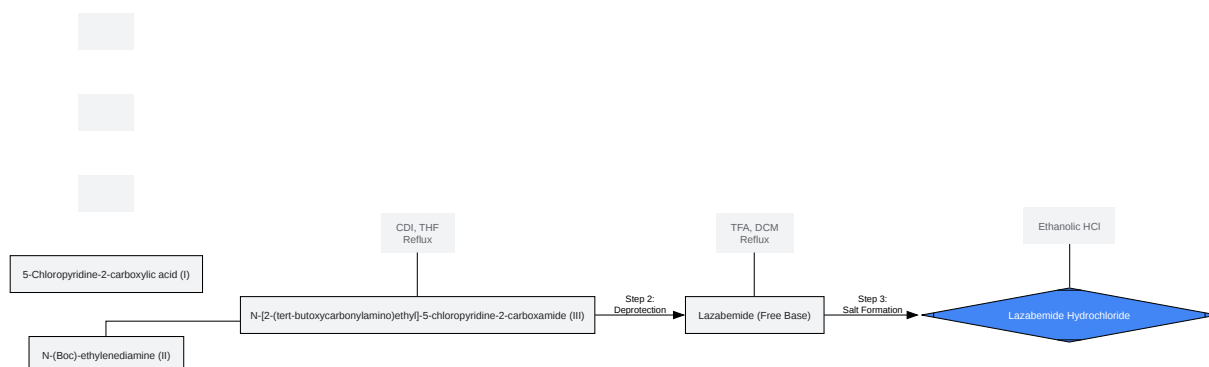 CDI, THF
Reflux
TFA, DCM
Reflux
Ethanolic HCl
5-Chloropyridine-2-carboxylic acid (I)
N-[2-(tert-butoxycarbonylamino)ethyl]-5-chloropyridine-2-carboxamide (III)
Step 2:
Deprotection
Lazabemide (Free Base)
Step 3:
Salt Formation
Lazabemide Hydrochloride
N-(Boc)-ethylenediamine (II)